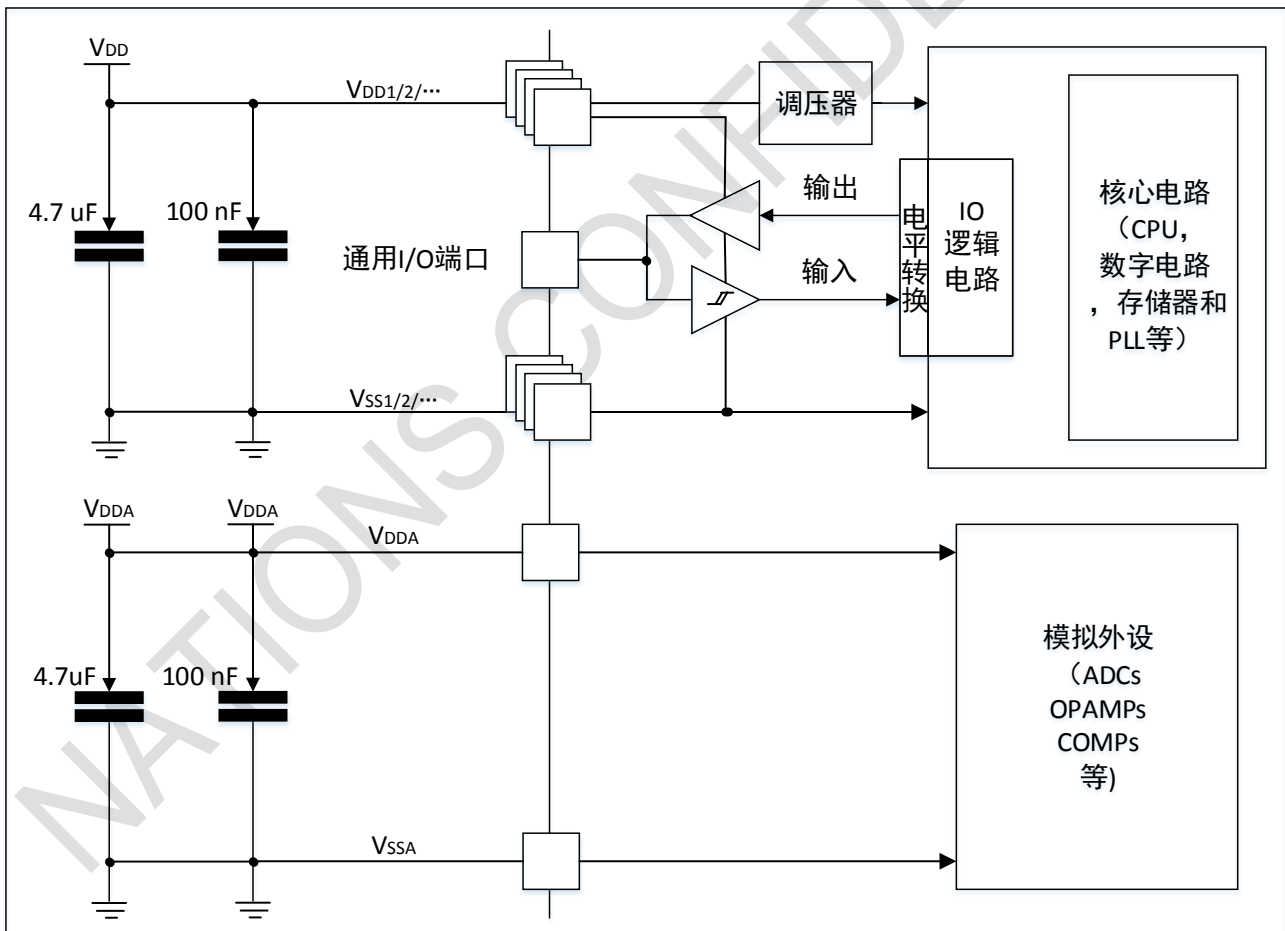 VDD
VDD1/2/…
调压器
4.7 uF
100 nF
输出
通用I/O端口
输入
电平转换
IO
逻辑
电路
核心电路
（CPU，
数字电路
，存储器和
PLL等）
VSS1/2/…
VDDA
VDDA
VDDA
4.7uF
100 nF
模拟外设
（ADCs
OPAMPs
COMPs
等)
VSSA
NATIONS CONFIDE